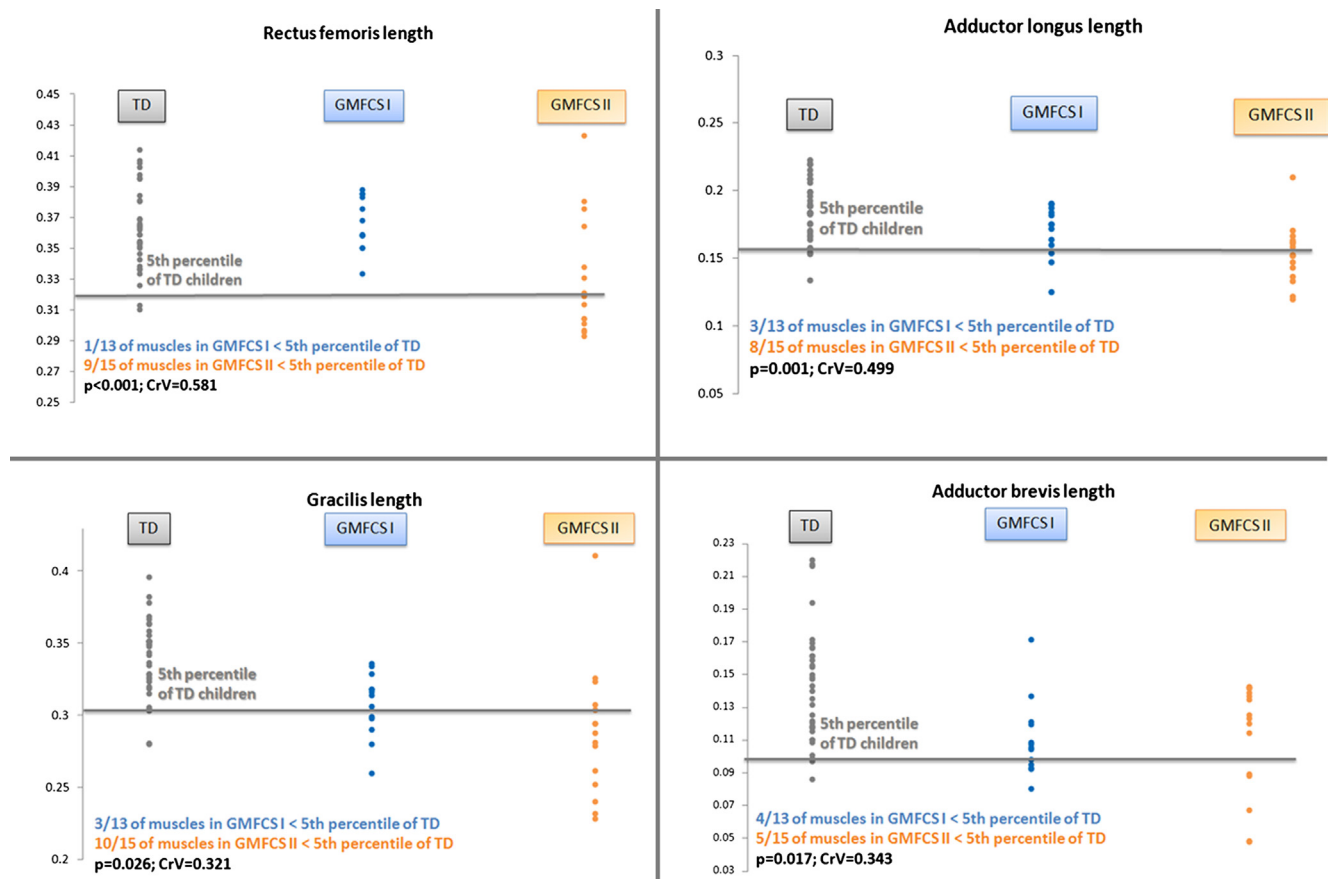 Rectus femoris length
TD
GMFCS I
GMFCS II
0.45
0.43
0.41
0.39
0.37
0.35
0.33
0.31
0.29
0.27
0.25
5th percentile
of TD children
1/13 of muscles in GMFCS I < 5th percentile of TD
9/15 of muscles in GMFCS II < 5th percentile of TD
p<0.001; CrV=0.581
Adductor longus length
0.3
0.25
0.2
0.15
0.1
0.05
TD
GMFCS I
GMFCS II
5th percentile
of TD children
3/13 of muscles in GMFCS I < 5th percentile of TD
8/15 of muscles in GMFCS II < 5th percentile of TD
p=0.001; CrV=0.499
Gracilis length
TD
GMFCS I
GMFCS II
0.4
0.35
0.3
0.25
0.2
5th percentile
of TD children
3/13 of muscles in GMFCS I < 5th percentile of TD
10/15 of muscles in GMFCS II < 5th percentile of TD
p=0.026; CrV=0.321
Adductor brevis length
TD
GMFCS I
GMFCS II
0.23
0.21
0.19
0.17
0.15
0.13
0.11
0.09
0.07
0.05
0.03
5th percentile
of TD children
4/13 of muscles in GMFCS I < 5th percentile of TD
5/15 of muscles in GMFCS II < 5th percentile of TD
p=0.017; CrV=0.343